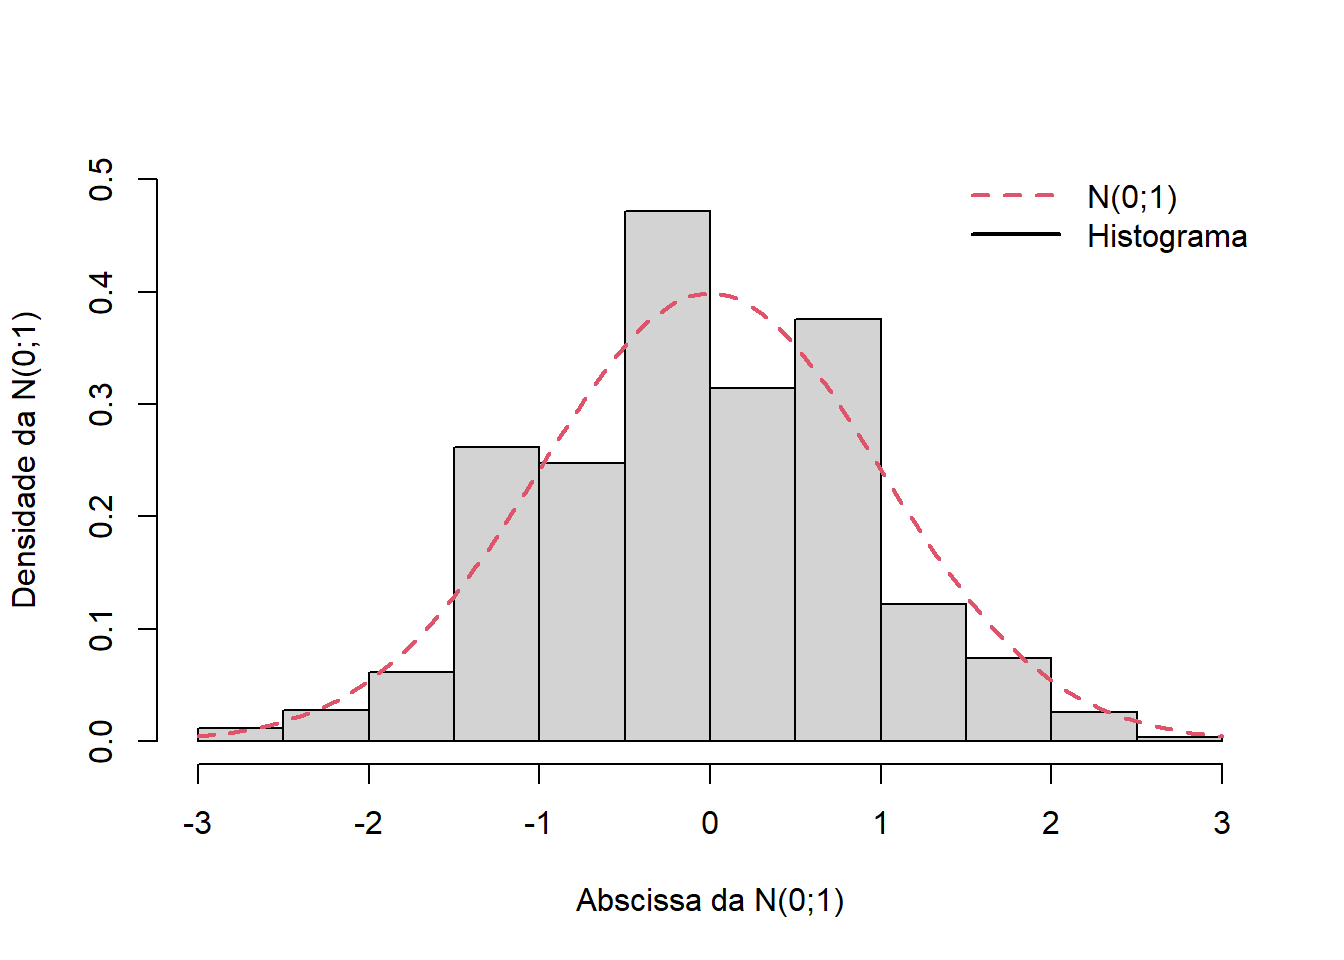 N(0;1)
Histograma
Densidade da N(0;1)
0.5
0.4
0.3
0.2
0.1
0.0
-3 -2 -1 0 1 2 3
Abscissa da N(0;1)